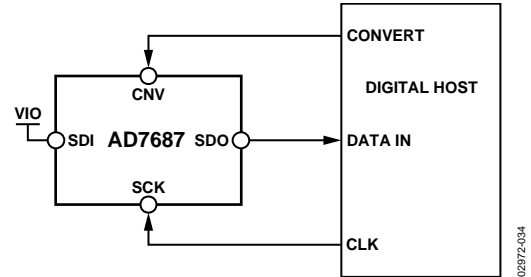 CONVERT
CNV
DIGITAL HOST
VIO
SDI AD7687 SDO
DATA IN
SCK
CLK
02972-034